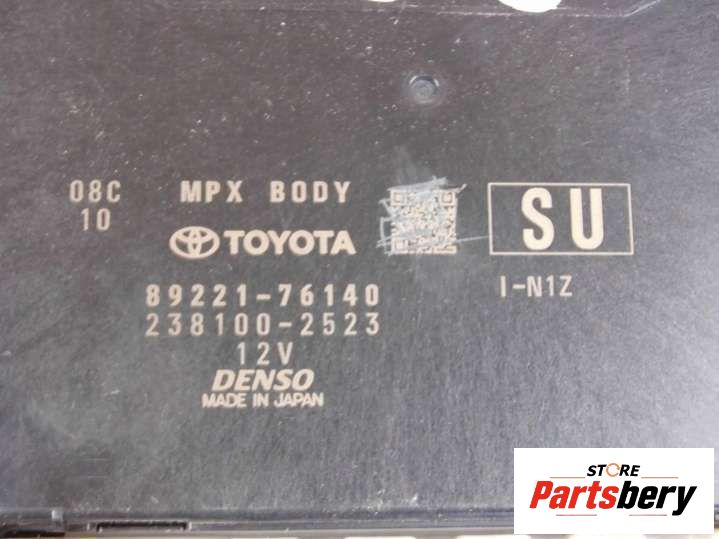 08C
10
MPX BODY
TOYOTA
89221-76140
238100-2523
12V
DENSO
MADE IN JAPAN
SU
I-N1Z
STORE
Partsbery